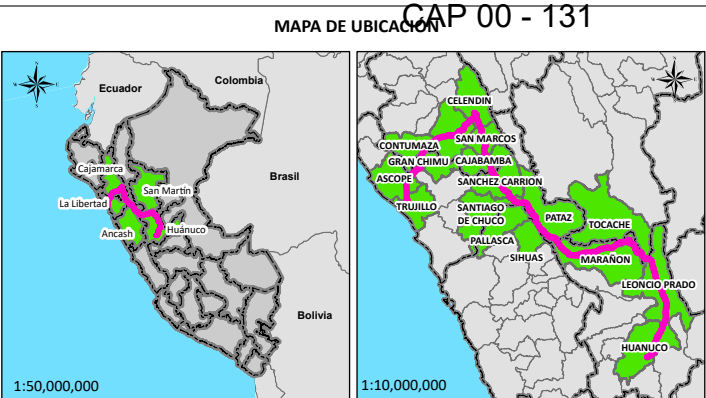 CAP 00 - 131
MAPA DE UBICACIÓN
Ecuador
Colombia
Cajamarca
San Martín
Brasil
La Libertad
Ancash
Huánuco
Bolivia
1:50,000,000
CELENDIN
CONTUMAZA
SAN MARCOS
GRAN CHIMU
CAJABAMBA
ASCOPE
SANCHEZ CARRION
TRUJILLO
SANTIAGO
DE CHUCO
PATAZ
TOCACHE
PALLASCA
SIHUAS
MARAÑON
LEONCIO PRADO
HUANUCO
1:10,000,000